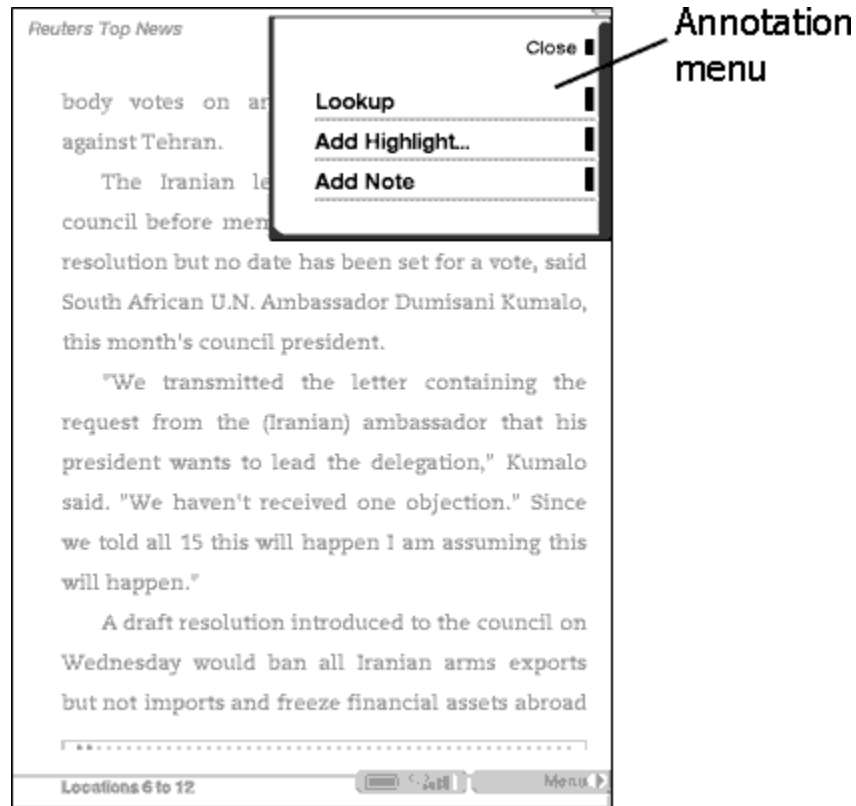 Reuters Top News
Annotation
menu
Close
Lookup
Add Highlight...
Add Note
body votes on
against Tehran.
The Iranian
council before
resolution but no date has been set for a vote, said
South African U.N. Ambassador Dumisani Kumalo,
this month's council president.
"We transmitted the letter containing the
request from the (Iranian) ambassador that his
president wants to lead the delegation," Kumalo
said. "We haven't received one objection." Since
we told all 15 this will happen I am assuming this
will happen."
A draft resolution introduced to the council on
Wednesday would ban all Iranian arms exports
but not imports and freeze financial assets abroad
Locations 6 to 12
Menu